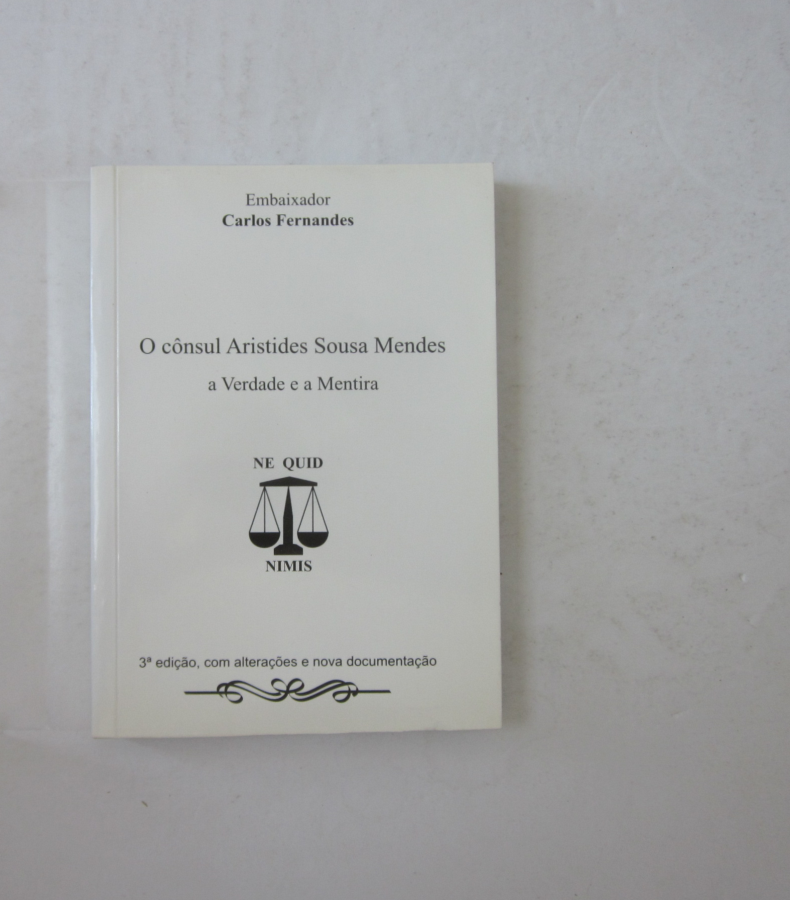 Embaixador
Carlos Fernandes
O cônsul Aristides Sousa Mendes
a Verdade e a Mentira
NE QUID
NIMIS
3ª edição, com alterações e nova documentação